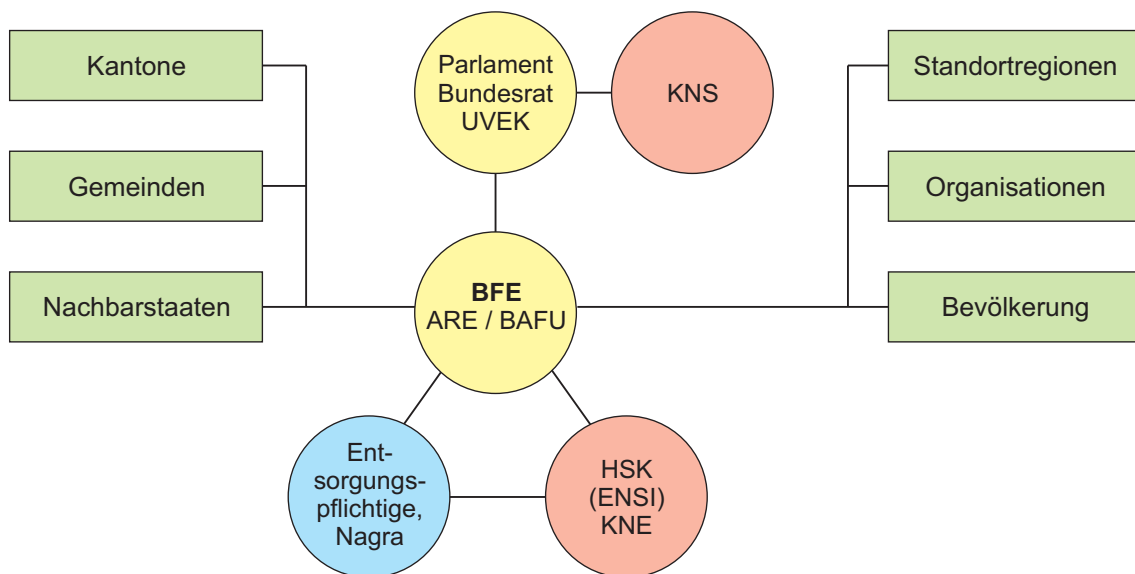 Kantone
Parlament
Bundesrat
UVEK
KNS
Standortregionen
Gemeinden
Organisationen
Nachbarstaaten
BFE
ARE / BAFU
Bevölkerung
Ent-
sorgungs-
pflichtige,
Nagra
HSK
(ENSI)
KNE